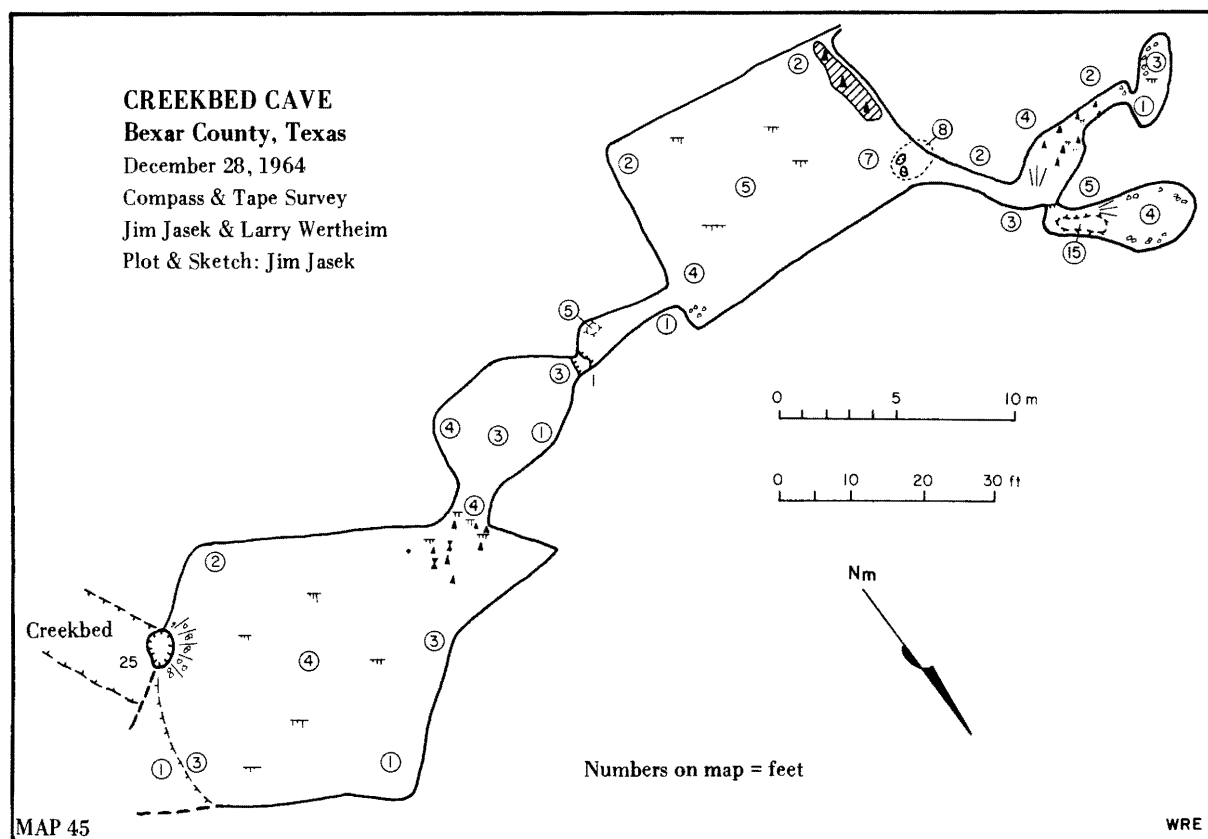 CREEKBED CAVE
Bexar County, Texas
December 28, 1964
Compass & Tape Survey
Jim Jasek & Larry Wertheim
Plot & Sketch: Jim Jasek
2
3
2
1
4
8
7
2
2
5
5
4
3
15
4
5
1
3
1
0 5 10 m
4
3
1
0 10 20 30 ft
4
2
Nm
Creekbed
3
25
4
1
3
1
Numbers on map = feet
MAP 45
WRE